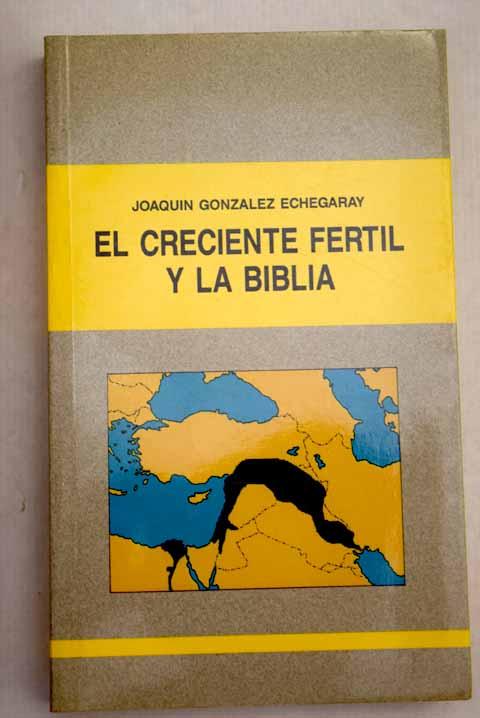 JOAQUIN GONZALEZ ECHEGARAY
EL CRECIENTE FERTIL
Y LA BIBLIA